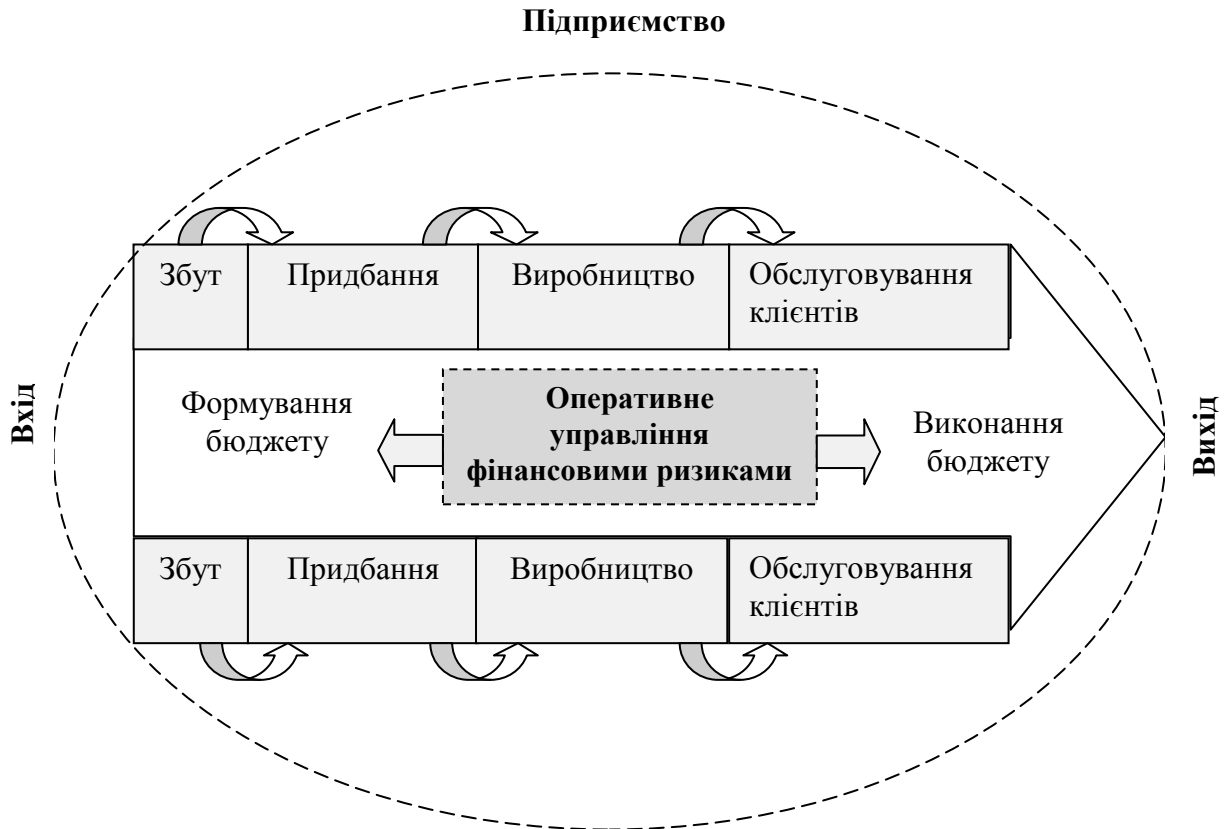 Підприємство
Збут
Придбання
Виробництво
Обслуговування
клієнтів
Вхід
Формування
бюджету
Оперативне
управління
фінансовими ризиками
Виконання
бюджету
Вихід
Збут
Придбання
Виробництво
Обслуговування
клієнтів